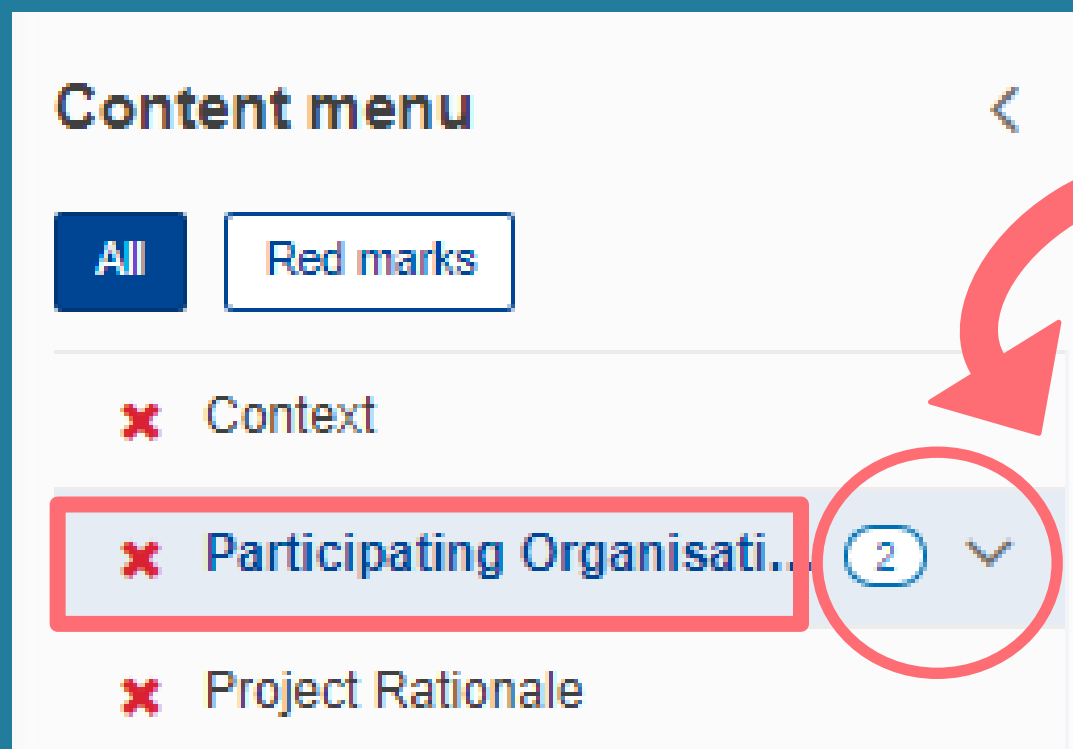 Content menu
All
Red marks
Context
Participating Organisati...
2
Project Rationale